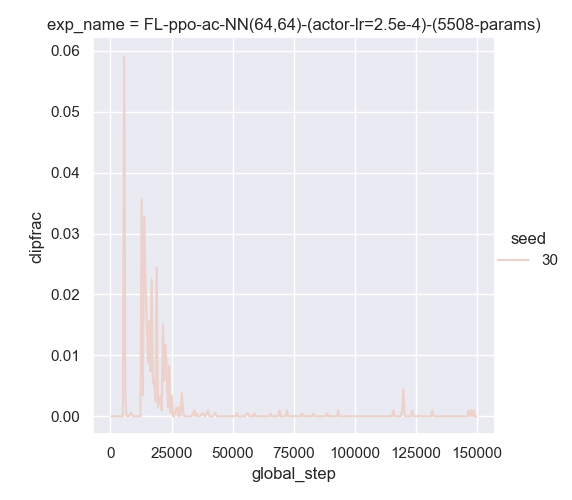 exp_name = FL-ppo-ac-NN(64,64)-(actor-lr=2.5e-4)-(5508-params)
0.06
0.05
0.04
0.03
0.02
0.01
0.00
clipfrac
0 25000 50000 75000 100000 125000 150000
global_step
seed
30